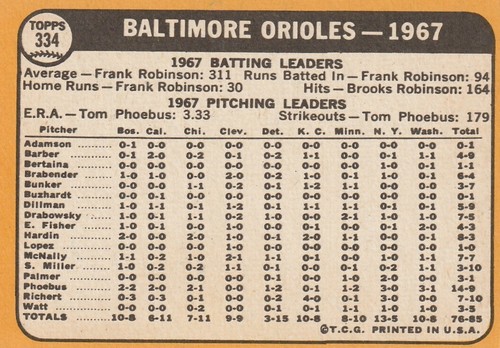 TOPPS
334
BALTIMORE ORIOLES — 1967
1967 BATTING LEADERS
Average — Frank Robinson: 311 Runs Batted In — Frank Robinson: 94
Home Runs — Frank Robinson: 30 Hits — Brooks Robinson: 164
1967 PITCHING LEADERS
E.R.A. — Tom Phoebus: 3.33 Strikeouts — Tom Phoebus: 179
Pitcher Bos. Cal. Chi. Clev. Det. K. C. Minn. N. Y. Wash. Total
Adamson 0-1 0-0 0-0 0-0 0-0 0-0 0-0 0-0 0-0 0-1
Barber 0-1 2-0 0-2 0-1 0-2 1-1 0-0 0-2 1-0 4-9
Bertaina 0-0 0-0 0-0 0-0 0-0 0-0 0-0 1-0 0-1 1-1
Brabender 1-0 1-0 0-0 2-0 0-2 1-0 0-1 1-0 0-1 6-4
Bunker 0-0 0-0 1-1 0-2 0-1 1-2 1-1 0-0 0-0 3-7
Buzhardt 0-0 0-1 0-0 0-0 0-0 0-0 0-0 0-0 0-0 0-1
Dillman 1-0 1-1 0-1 1-2 1-1 0-2 0-1 1-0 0-1 5-9
Drabowsky 0-0 0-1 1-1 0-2 1-0 1-0 2-1 1-0 1-0 7-5
E. Fisher 1-0 1-0 0-1 0-1 0-1 0-0 0-0 2-0 0-0 4-3
Hardin 2-0 0-0 0-2 1-0 0-1 2-0 1-0 1-0 1-0 8-3
Lopez 0-0 0-0 1-0 0-0 0-0 0-0 0-0 0-0 0-0 1-0
McNally 1-1 0-2 1-0 2-0 0-1 0-1 1-1 1-0 1-1 7-7
S. Miller 1-0 0-2 0-2 1-1 0-1 0-1 0-1 0-0 1-2 3-10
Palmer 0-0 0-0 0-0 0-0 0-0 1-0 0-1 2-0 0-0 3-1
Phoebus 2-2 2-0 2-1 0-0 1-2 0-1 1-2 3-0 3-1 14-9
Richert 0-3 0-3 0-1 1-0 0-2 4-0 0-1 1-0 1-0 7-10
Watt 0-0 0-0 0-1 1-1 0-0 0-0 1-1 0-1 1-1 3-5
TOTALS 10-8 6-11 7-11 9-9 3-15 10-8 8-10 13-5 10-8 76-85
©T.C.G. PRINTED IN U.S.A.